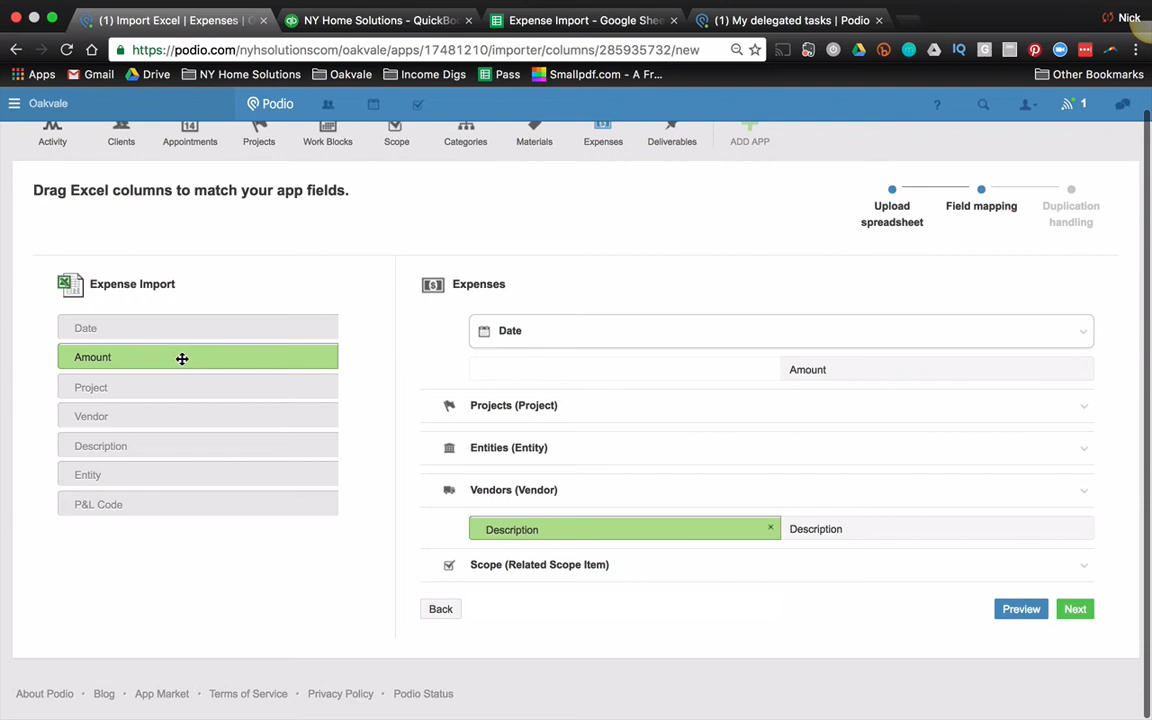 (1) Import Excel | Expenses |
NY Home Solutions - QuickBo
Expense Import - Google Shee
(1) My delegated tasks | Podio
Nick
https://podio.com/nyhsolutionscom/oakvale/apps/17481210/importer/columns/285935732/new
Apps
Gmail
Drive
NY Home Solutions
Oakvale
Income Digs
Pass
Smallpdf.com - A Fr...
Other Bookmarks
Oakvale
Podio
?
1
Activity
Clients
Appointments
Projects
Work Blocks
Scope
Categories
Materials
Expenses
Deliverables
ADD APP
Drag Excel columns to match your app fields.
Upload
spreadsheet
Field mapping
Duplication
handling
Expense Import
Date
Amount
Project
Vendor
Description
Entity
P&L Code
Expenses
Date
Amount
Projects (Project)
Entities (Entity)
Vendors (Vendor)
Description × Description
Scope (Related Scope Item)
Back
Preview
Next
About Podio · Blog · App Market · Terms of Service · Privacy Policy · Podio Status